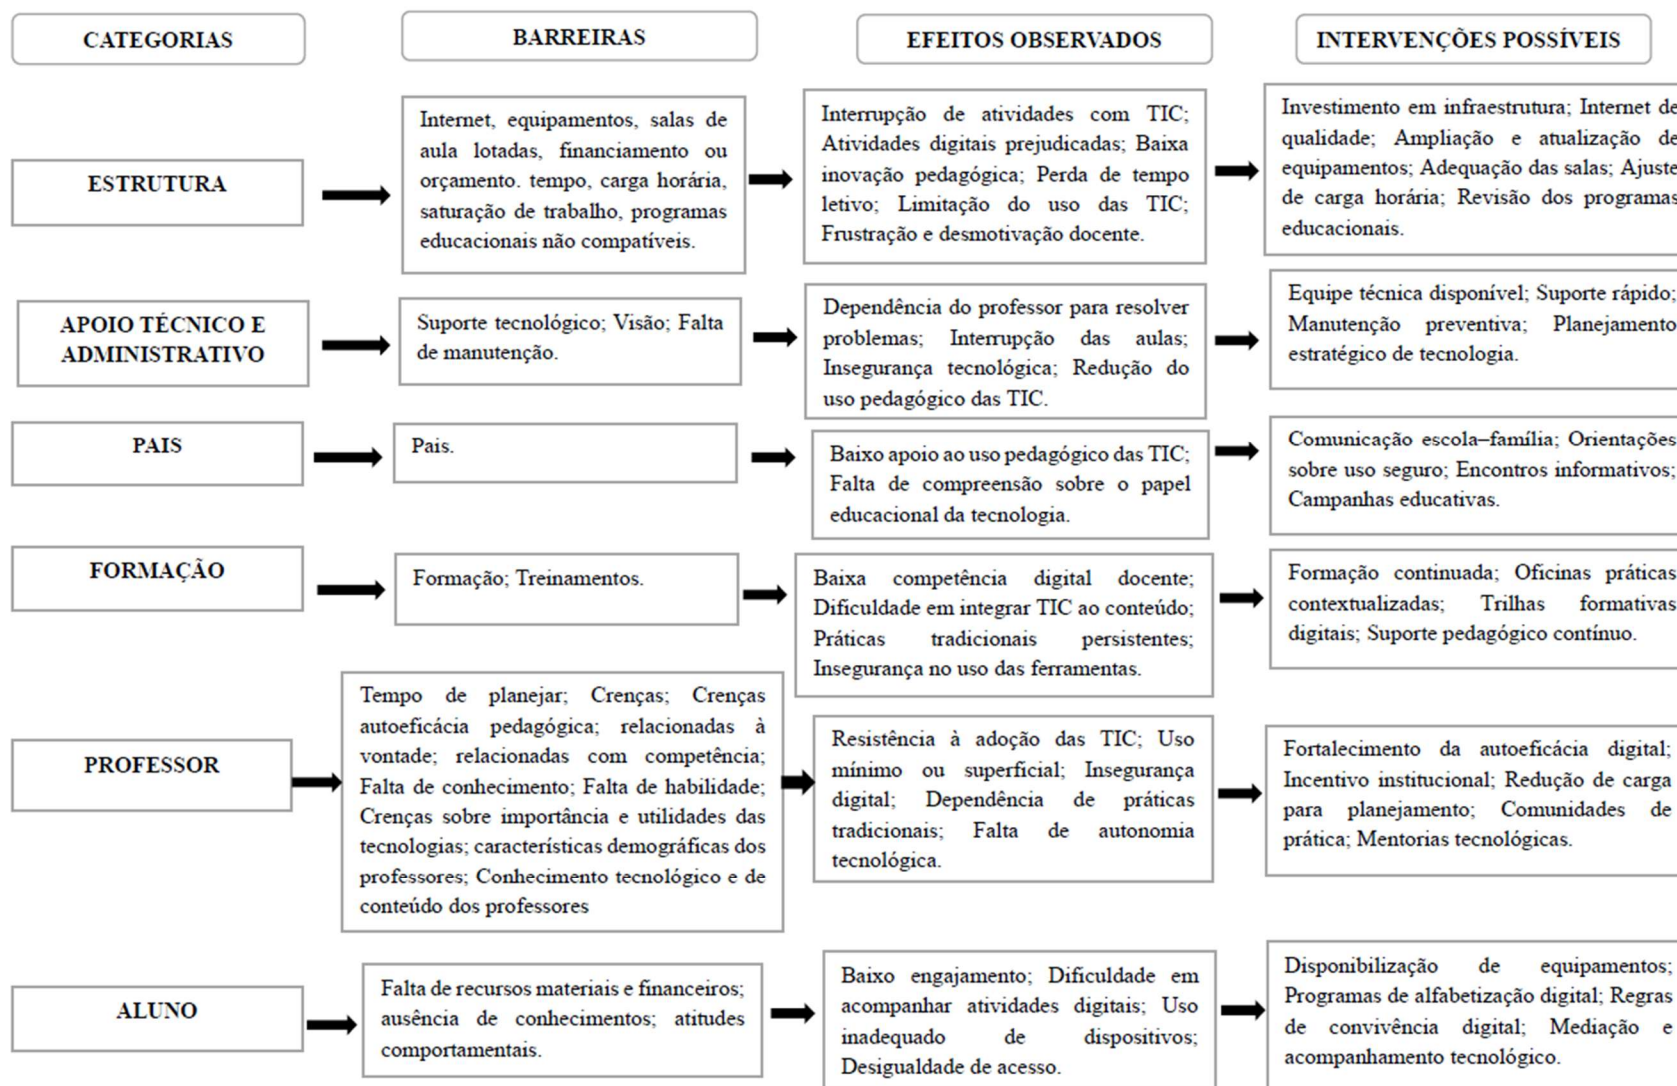 CATEGORIAS
BARREIRAS
EFEITOS OBSERVADOS
INTERVENÇÕES POSSÍVEIS
ESTRUTURA
Internet, equipamentos, salas de
aula lotadas, financiamento ou
orçamento. tempo, carga horária,
saturação de trabalho, programas
educacionais não compatíveis.
Interrupção de atividades com TIC;
Atividades digitais prejudicadas; Baixa
inovação pedagógica; Perda de tempo
letivo; Limitação do uso das TIC;
Frustração e desmotivação docente.
Investimento em infraestrutura; Internet de
qualidade; Ampliação e atualização de
equipamentos; Adequação das salas; Ajuste
de carga horária; Revisão dos programas
educacionais.
APOIO TÉCNICO E
ADMINISTRATIVO
Suporte tecnológico; Visão; Falta
de manutenção.
Dependência do professor para resolver
problemas; Interrupção das aulas;
Insegurança tecnológica; Redução do
uso pedagógico das TIC.
Equipe técnica disponível; Suporte rápido;
Manutenção preventiva; Planejamento
estratégico de tecnologia.
PAIS
Pais.
Baixo apoio ao uso pedagógico das TIC;
Falta de compreensão sobre o papel
educacional da tecnologia.
Comunicação escola–família; Orientações
sobre uso seguro; Encontros informativos;
Campanhas educativas.
FORMAÇÃO
Formação; Treinamentos.
Baixa competência digital docente;
Dificuldade em integrar TIC ao conteúdo;
Práticas tradicionais persistentes;
Insegurança no uso das ferramentas.
Formação continuada; Oficinas práticas
contextualizadas; Trilhas formativas
digitais; Suporte pedagógico contínuo.
PROFESSOR
Tempo de planejar; Crenças; Crenças
autoeficácia pedagógica; relacionadas à
vontade; relacionadas com competência;
Falta de conhecimento; Falta de habilidade;
Crenças sobre importância e utilidades das
tecnologias; características demográficas dos
professores; Conhecimento tecnológico e de
conteúdo dos professores
Resistência à adoção das TIC; Uso
mínimo ou superficial; Insegurança
digital; Dependência de práticas
tradicionais; Falta de autonomia
tecnológica.
Fortalecimento da autoeficácia digital;
Incentivo institucional; Redução de carga
para planejamento; Comunidades de
prática; Mentorias tecnológicas.
ALUNO
Falta de recursos materiais e financeiros;
ausência de conhecimentos; atitudes
comportamentais.
Baixo engajamento; Dificuldade em
acompanhar atividades digitais; Uso
inadequado de dispositivos;
Desigualdade de acesso.
Disponibilização de equipamentos;
Programas de alfabetização digital; Regras
de convivência digital; Mediação e
acompanhamento tecnológico.